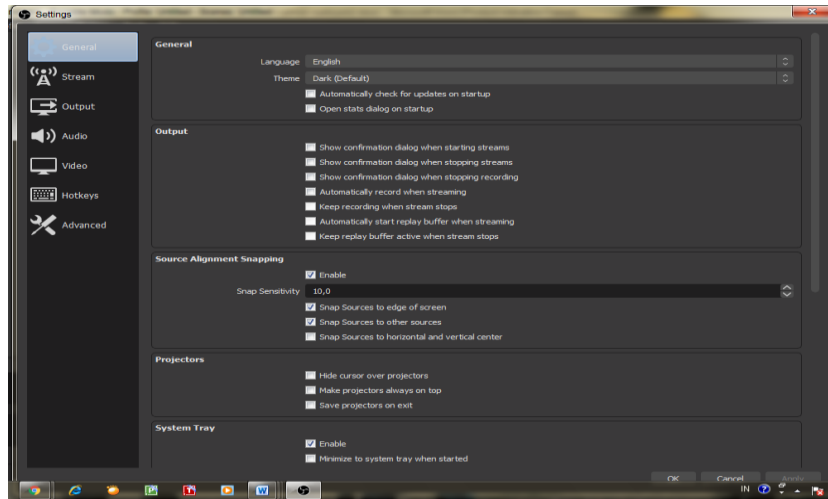 Settings
General
Stream
Output
Audio
Video
Hotkeys
Advanced
General
Language English
Theme Dark (Default)
Automatically check for updates on startup
Open stats dialog on startup
Output
Show confirmation dialog when starting streams
Show confirmation dialog when stopping streams
Show confirmation dialog when stopping recording
Automatically record when streaming
Keep recording when stream stops
Automatically start replay buffer when streaming
Keep replay buffer active when stream stops
Source Alignment Snapping
Enable
Snap Sensitivity 10,0
Snap Sources to edge of screen
Snap Sources to other sources
Snap Sources to horizontal and vertical center
Projectors
Hide cursor over projectors
Make projectors always on top
Save projectors on exit
System Tray
Enable
Minimize to system tray when started
OK Cancel Apply
IN